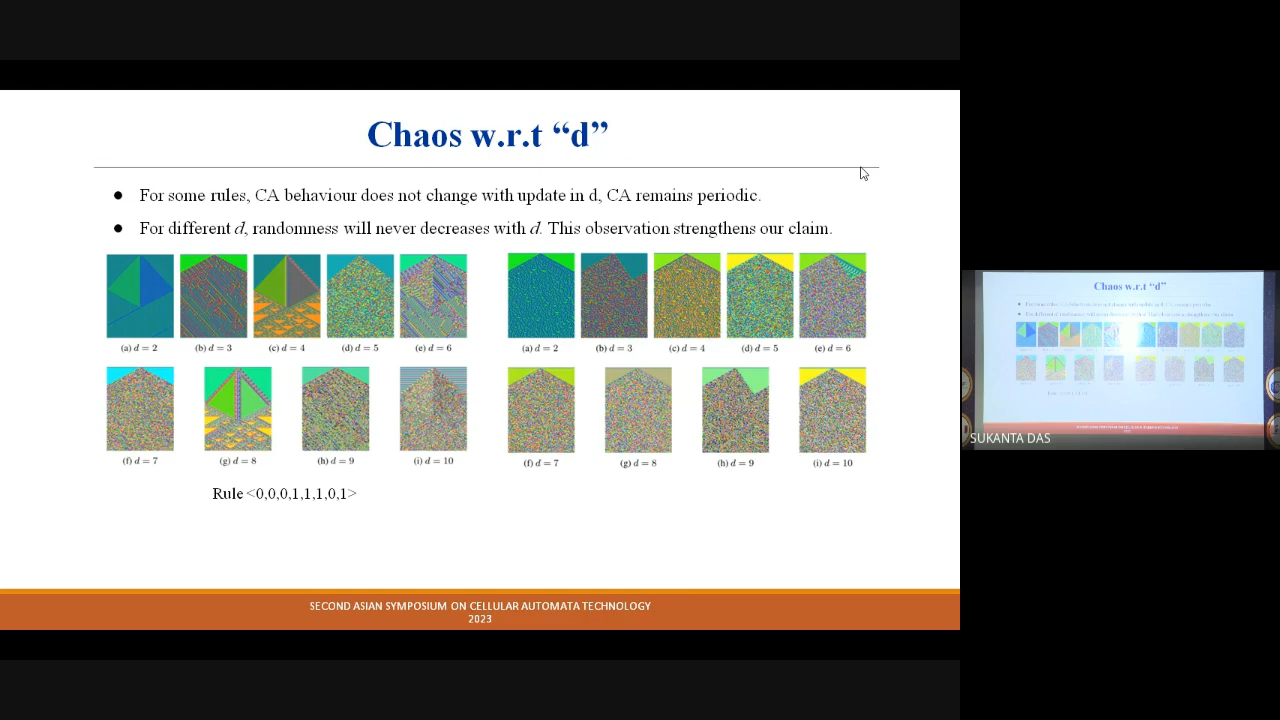 Chaos w.r.t “d”
● For some rules, CA behaviour does not change with update in d, CA remains periodic.
● For different d, randomness will never decreases with d. This observation strengthens our claim.
(a) d = 2 (b) d = 3 (c) d = 4 (d) d = 5 (e) d = 6
(f) d = 7 (g) d = 8 (h) d = 9 (i) d = 10
Rule <0,0,0,1,1,1,0,1>
(a) d = 2 (b) d = 3 (c) d = 4 (d) d = 5 (e) d = 6
(f) d = 7 (g) d = 8 (h) d = 9 (i) d = 10
SECOND ASIAN SYMPOSIUM ON CELLULAR AUTOMATA TECHNOLOGY
2023
Chaos w.r.t “d”
SUKANTA DAS